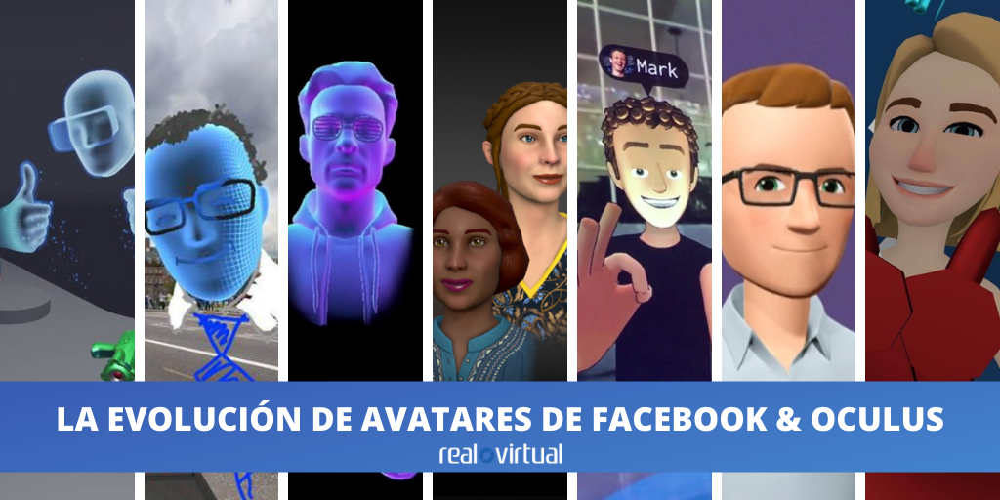 Mark
LA EVOLUCIÓN DE AVATARES DE FACEBOOK & OCULUS
realovirtual